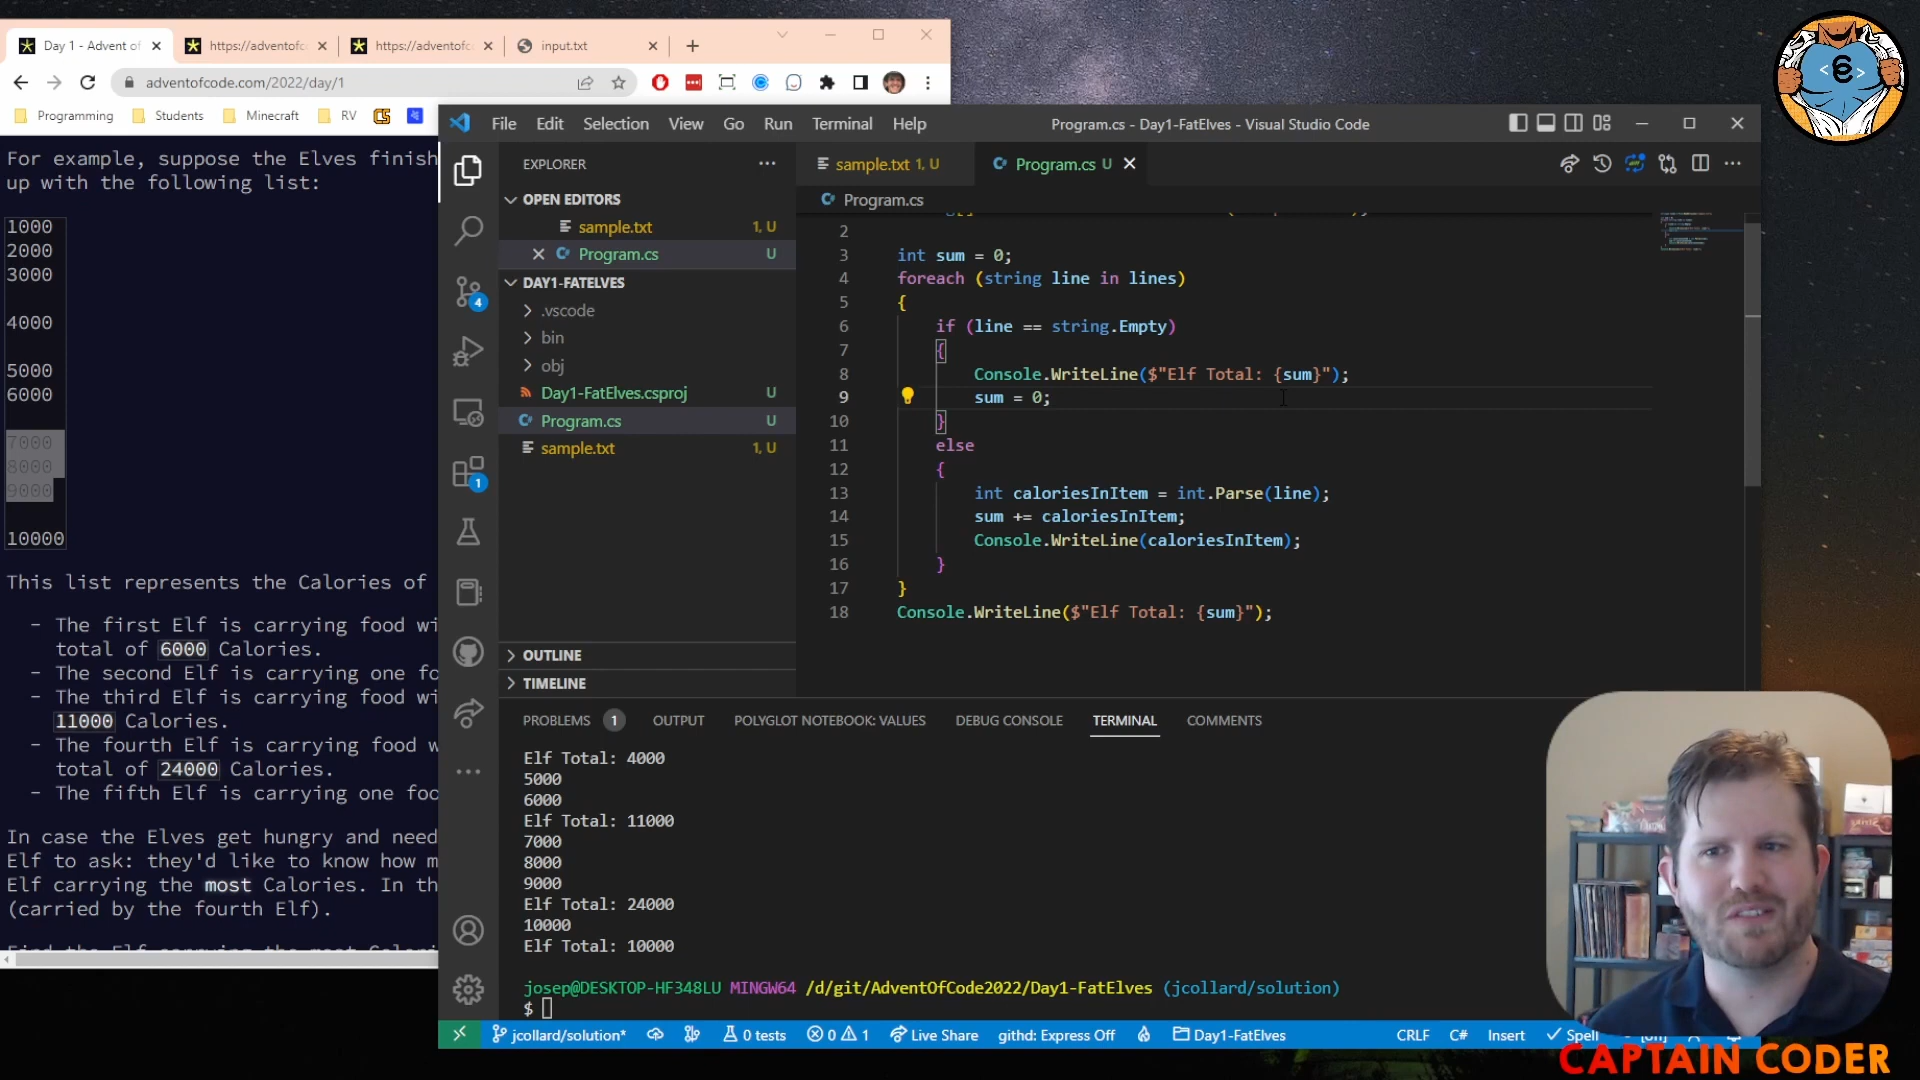 Day 1 - Advent of
https://adventofc
https://adventofc
input.txt
adventofcode.com/2022/day/1
Programming
Students
Minecraft
RV
For example, suppose the Elves finish
up with the following list:
1000
2000
3000
4000
5000
6000
7000
8000
9000
10000
This list represents the Calories of
- The first Elf is carrying food wi
total of 6000 Calories.
- The second Elf is carrying one fo
- The third Elf is carrying food wi
11000 Calories.
- The fourth Elf is carrying food w
total of 24000 Calories.
- The fifth Elf is carrying one foo
In case the Elves get hungry and need
Elf to ask: they'd like to know how m
Elf carrying the most Calories. In th
(carried by the fourth Elf).
File Edit Selection View Go Run Terminal Help
Program.cs - Day1-FatElves - Visual Studio Code
EXPLORER
OPEN EDITORS
sample.txt 1, U
Program.cs U
DAY1-FATELVES
.vscode
bin
obj
Day1-FatElves.csproj U
Program.cs U
sample.txt 1, U
OUTLINE
TIMELINE
4
1
sample.txt 1, U
Program.cs U
Program.cs
2
3 int sum = 0;
4 foreach (string line in lines)
5 {
6 if (line == string.Empty)
7 {
8 Console.WriteLine($"Elf Total: {sum}");
9 sum = 0;
10 }
11 else
12 {
13 int caloriesInItem = int.Parse(line);
14 sum += caloriesInItem;
15 Console.WriteLine(caloriesInItem);
16 }
17 }
18 Console.WriteLine($"Elf Total: {sum}");
PROBLEMS 1 OUTPUT POLYGLOT NOTEBOOK: VALUES DEBUG CONSOLE TERMINAL COMMENTS
Elf Total: 4000
5000
6000
Elf Total: 11000
7000
8000
9000
Elf Total: 24000
10000
Elf Total: 10000
josep@DESKTOP-HF348LU MINGW64 /d/git/AdventOfCode2022/Day1-FatElves (jcollard/solution)
$
jcollard/solution* 0 tests 0 1 Live Share githd: Express Off Day1-FatElves CRLF C# Insert Spell
CAPTAIN CODER